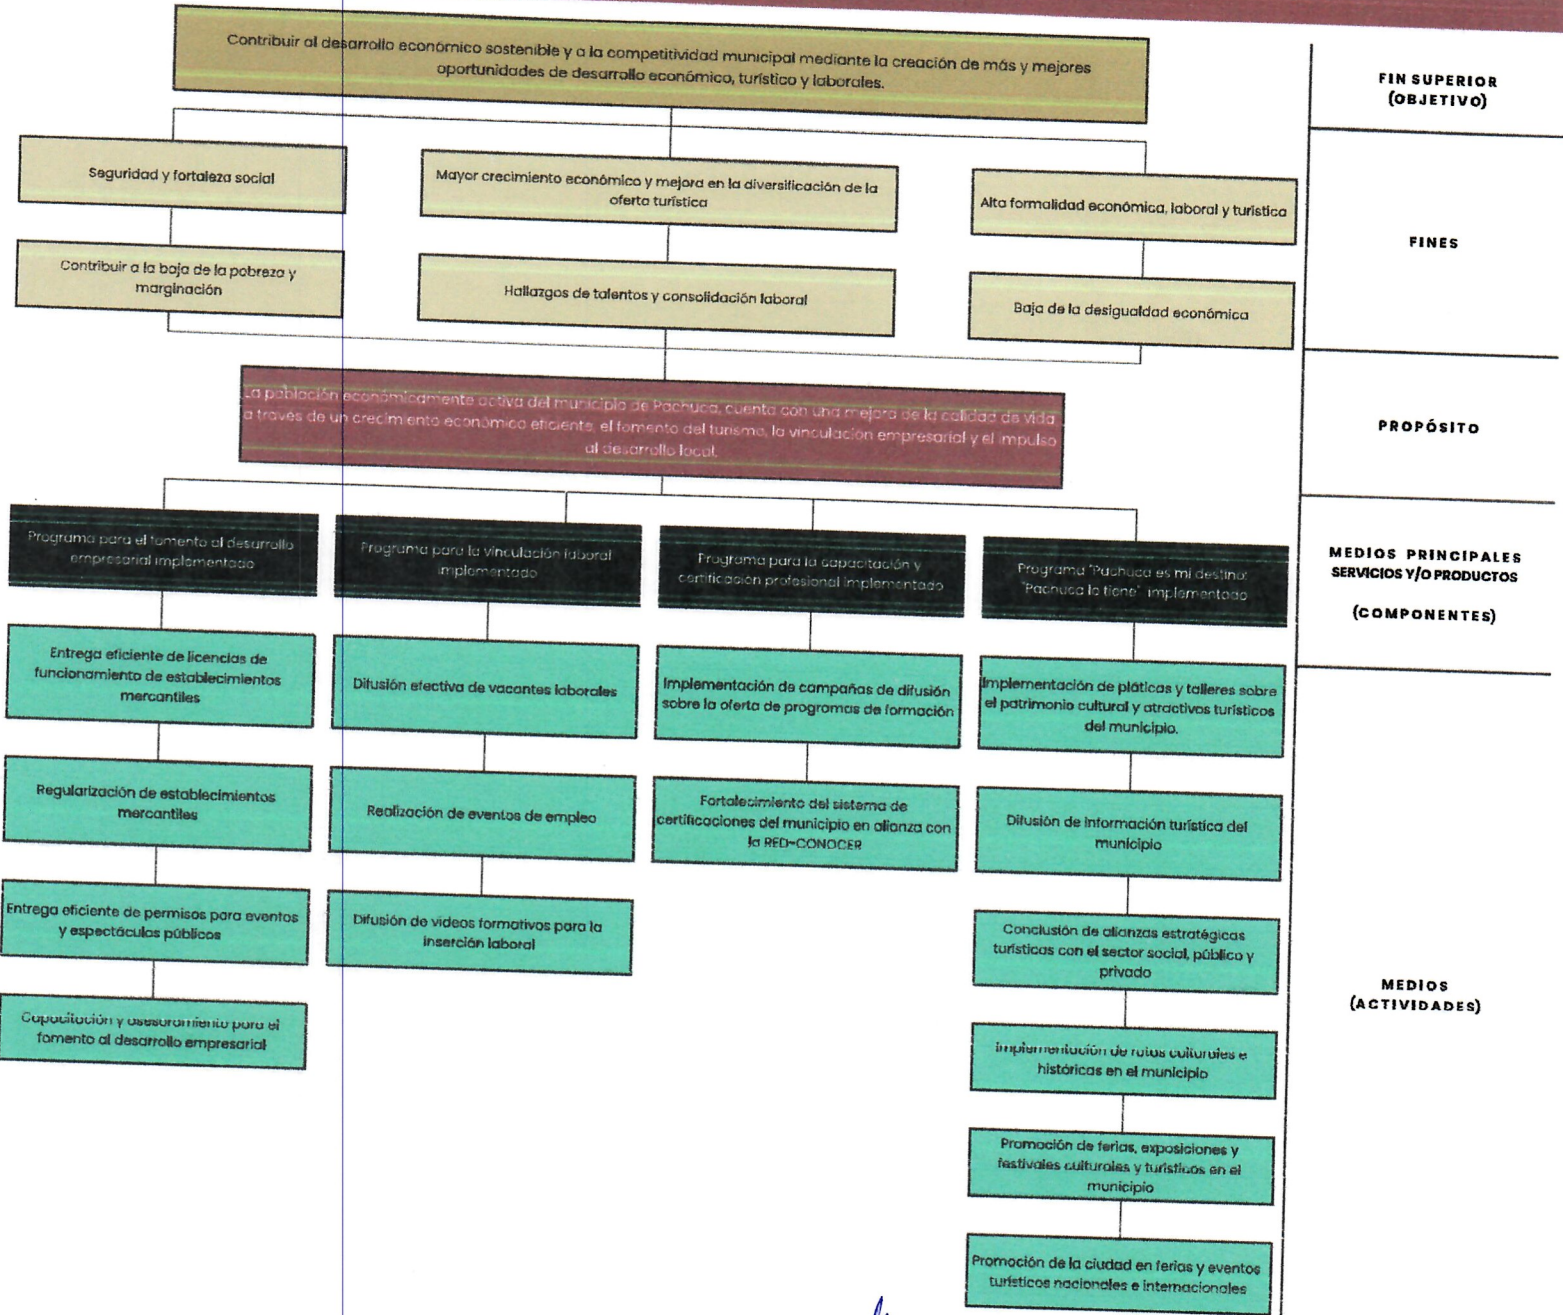 Contribuir al desarrollo económico sostenible y a la competitividad municipal mediante la creación de más y mejores
oportunidades de desarrollo económico, turístico y laborales.
FIN SUPERIOR
(OBJETIVO)
Seguridad y fortaleza social
Mayor crecimiento económico y mejora en la diversificación de la
oferta turística
Alta formalidad económica, laboral y turística
FINES
Contribuir a la baja de la pobreza y
marginación
Hallazgos de talentos y consolidación laboral
Baja de la desigualdad económica
La población económicamente activa del municipio de Pachuca, cuenta con una mejora de la calidad de vida
a través de un crecimiento económico eficiente, el fomento del turismo, la vinculación empresarial y el impulso
al desarrollo local.
PROPÓSITO
Programa para el fomento al desarrollo
empresarial implementado
Programa para la vinculación laboral
implementado
Programa para la capacitación y
certificación profesional implementado
Programa "Pachuca es mi destino:
"Pachuca lo tiene" implementado
MEDIOS PRINCIPALES
SERVICIOS Y/O PRODUCTOS
(COMPONENTES)
Entrega eficiente de licencias de
funcionamiento de establecimientos
mercantiles
Regularización de establecimientos
mercantiles
Entrega eficiente de permisos para eventos
y espectáculos públicos
Capacitación y asesoramiento para el
fomento al desarrollo empresarial
Difusión efectiva de vacantes laborales
Realización de eventos de empleo
Difusión de videos formativos para la
inserción laboral
Implementación de campañas de difusión
sobre la oferta de programas de formación
Fortalecimiento del sistema de
certificaciones del municipio en alianza con
la RED-CONOCER
Implementación de pláticas y talleres sobre
el patrimonio cultural y atractivos turísticos
del municipio.
Difusión de información turística del
municipio
Conclusión de alianzas estratégicas
turísticas con el sector social, público y
privado
Implementación de rutas culturales e
históricas en el municipio
Promoción de ferias, exposiciones y
festivales culturales y turísticos en el
municipio
Promoción de la ciudad en ferias y eventos
turísticos nacionales e internacionales
MEDIOS
(ACTIVIDADES)